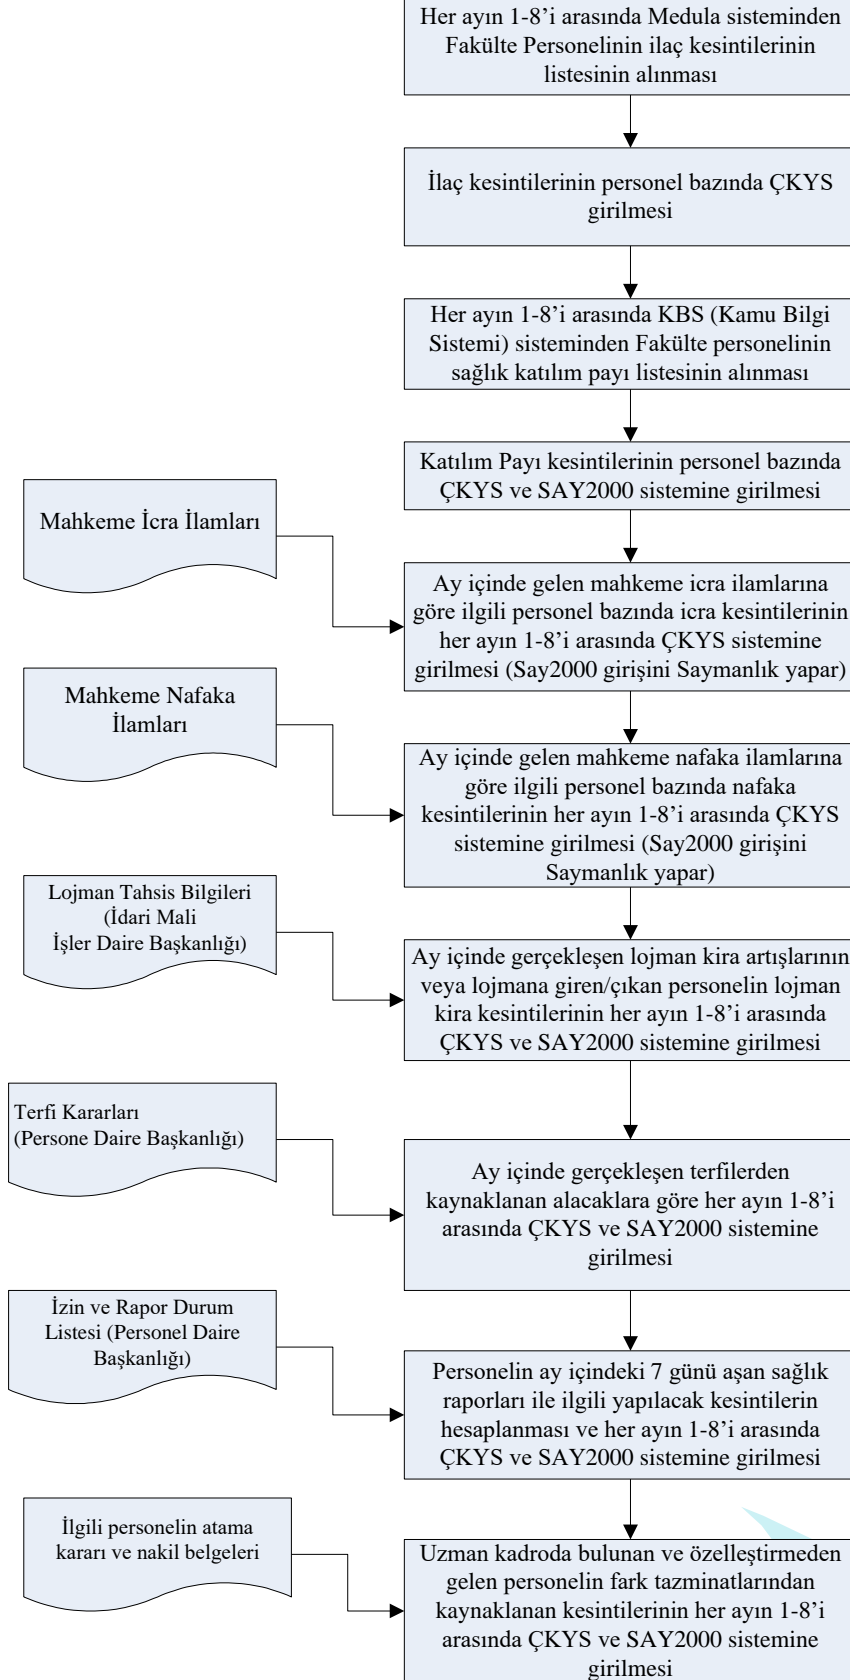 Her ayın 1-8’i arasında Medula sisteminden
Fakülte Personelinin ilaç kesintilerinin
listesinin alınması
İlaç kesintilerinin personel bazında ÇKYS
girilmesi
Her ayın 1-8’i arasında KBS (Kamu Bilgi
Sistemi) sisteminden Fakülte personelinin
sağlık katılım payı listesinin alınması
Katılım Payı kesintilerinin personel bazında
ÇKYS ve SAY2000 sistemine girilmesi
Mahkeme İcra İlamları
Ay içinde gelen mahkeme icra ilamlarına
göre ilgili personel bazında icra kesintilerinin
her ayın 1-8’i arasında ÇKYS sistemine
girilmesi (Say2000 girişini Saymanlık yapar)
Mahkeme Nafaka
İlamları
Ay içinde gelen mahkeme nafaka ilamlarına
göre ilgili personel bazında nafaka
kesintilerinin her ayın 1-8’i arasında ÇKYS
sistemine girilmesi (Say2000 girişini
Saymanlık yapar)
Lojman Tahsis Bilgileri
(İdari Mali
İşler Daire Başkanlığı)
Ay içinde gerçekleşen lojman kira artışlarının
veya lojmana giren/çıkan personelin lojman
kira kesintilerinin her ayın 1-8’i arasında
ÇKYS ve SAY2000 sistemine girilmesi
Terfi Kararları
(Persone Daire Başkanlığı)
Ay içinde gerçekleşen terfilerden
kaynaklanan alacaklara göre her ayın 1-8’i
arasında ÇKYS ve SAY2000 sistemine
girilmesi
İzin ve Rapor Durum
Listesi (Personel Daire
Başkanlığı)
Personelin ay içindeki 7 günü aşan sağlık
raporları ile ilgili yapılacak kesintilerin
hesaplanması ve her ayın 1-8’i arasında
ÇKYS ve SAY2000 sistemine girilmesi
İlgili personelin atama
kararı ve nakil belgeleri
Uzman kadroda bulunan ve özelleştirmeden
gelen personelin fark tazminatlarından
kaynaklanan kesintilerinin her ayın 1-8’i
arasında ÇKYS ve SAY2000 sistemine
girilmesi